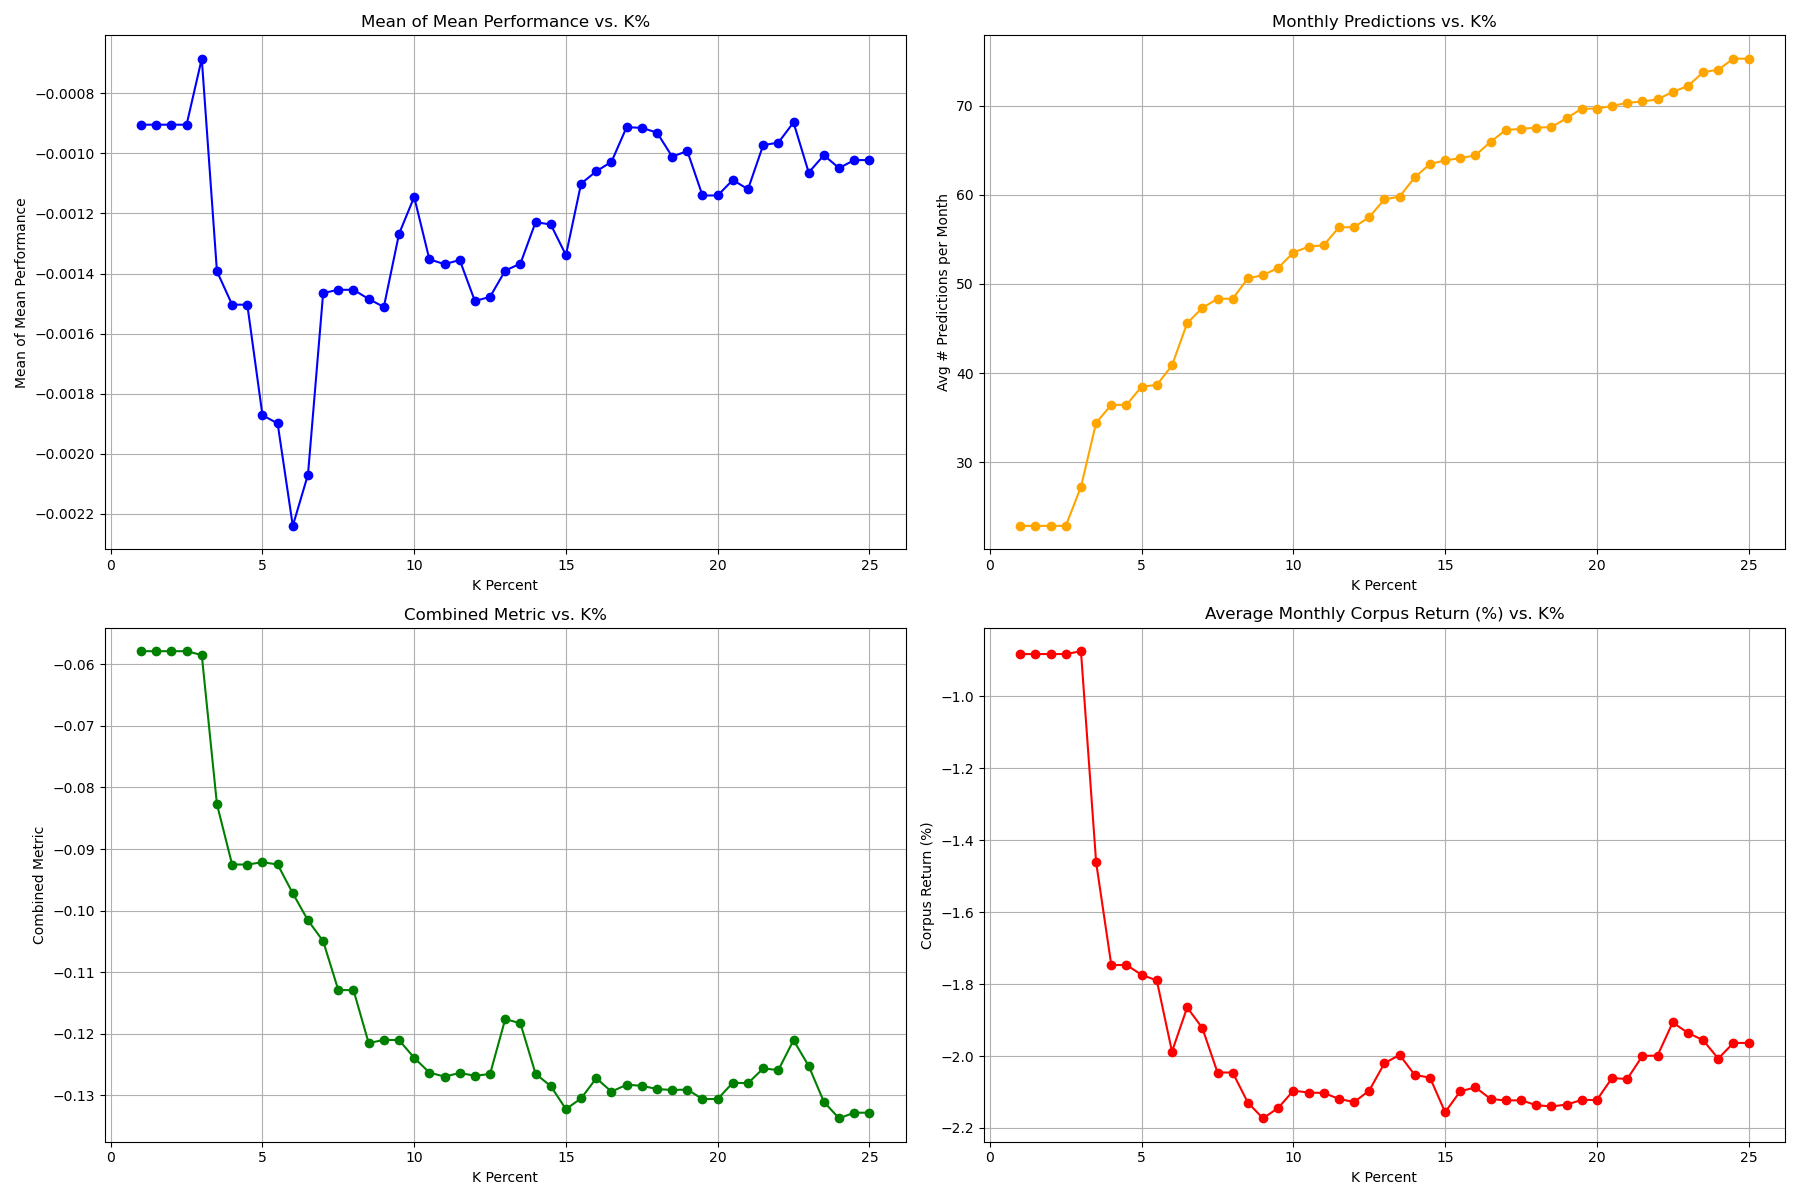 Mean of Mean Performance vs. K%
Mean of Mean Performance
−0.0008
−0.0010
−0.0012
−0.0014
−0.0016
−0.0018
−0.0020
−0.0022
0 5 10 15 20 25
K Percent
Monthly Predictions vs. K%
Avg # Predictions per Month
70
60
50
40
30
0 5 10 15 20 25
K Percent
Combined Metric vs. K%
Combined Metric
−0.06
−0.07
−0.08
−0.09
−0.10
−0.11
−0.12
−0.13
0 5 10 15 20 25
K Percent
Average Monthly Corpus Return (%) vs. K%
Corpus Return (%)
−1.0
−1.2
−1.4
−1.6
−1.8
−2.0
−2.2
0 5 10 15 20 25
K Percent